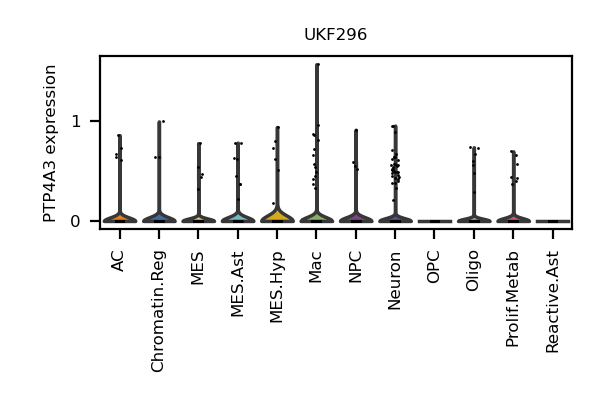 UKF296
PTP4A3 expression
1
0
AC
Chromatin.Reg
MES
MES.Ast
MES.Hyp
Mac
NPC
Neuron
OPC
Oligo
Prolif.Metab
Reactive.Ast